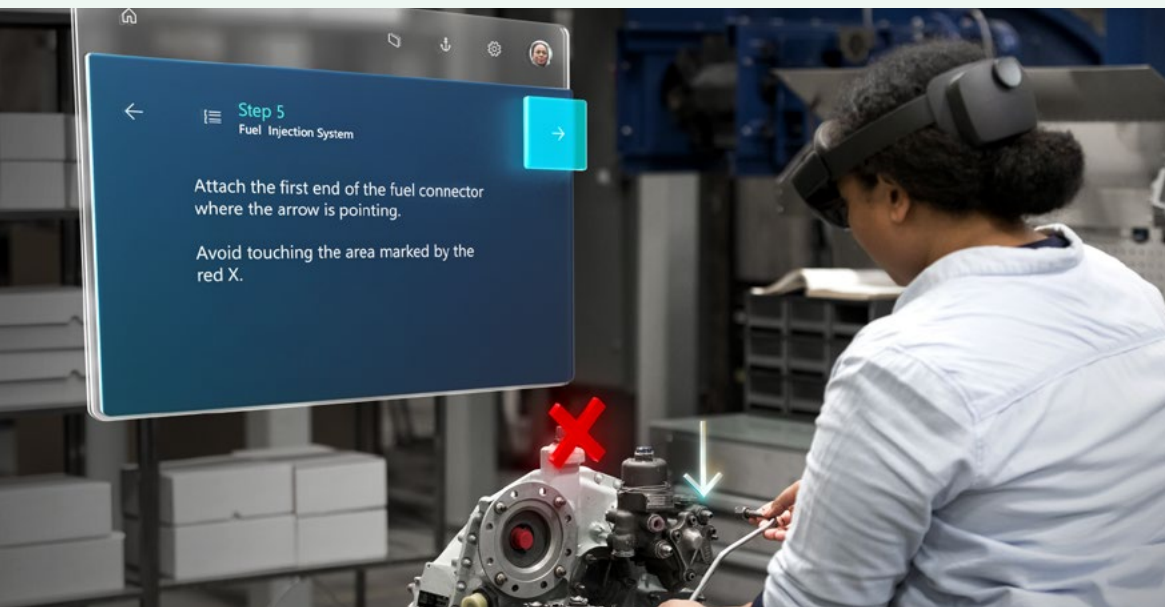 Step 5
Fuel Injection System
Attach the first end of the fuel connector
where the arrow is pointing.
Avoid touching the area marked by the
red X.